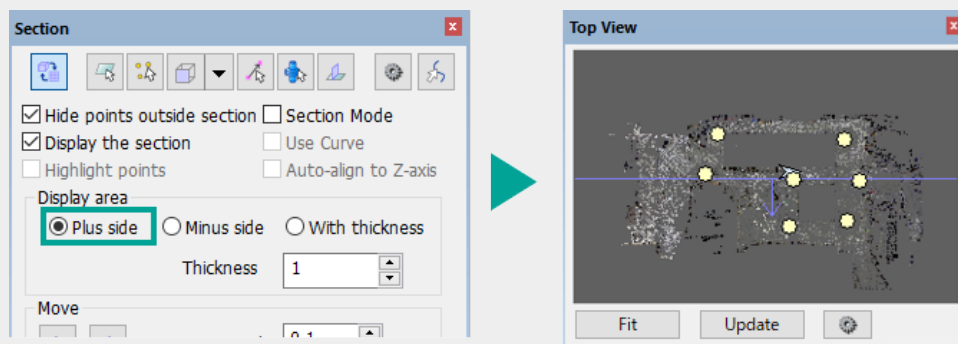 Section
Hide points outside section Section Mode
Display the section Use Curve
Highlight points Auto-align to Z-axis
Display area
Plus side Minus side With thickness
Thickness 1
Move
Top View
Fit Update